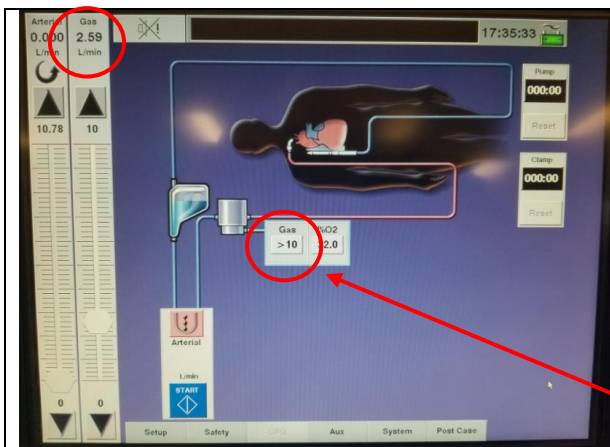 Arterial
0.000
L/min
10.78
0
Gas
2.59
L/min
10
0
17:35:33
Pump
000:00
Reset
Clamp
000:00
Reset
Gas
>10
%O2
Arterial
L/min
START
Setup
Safety
CPG
Aux
System
Post Case